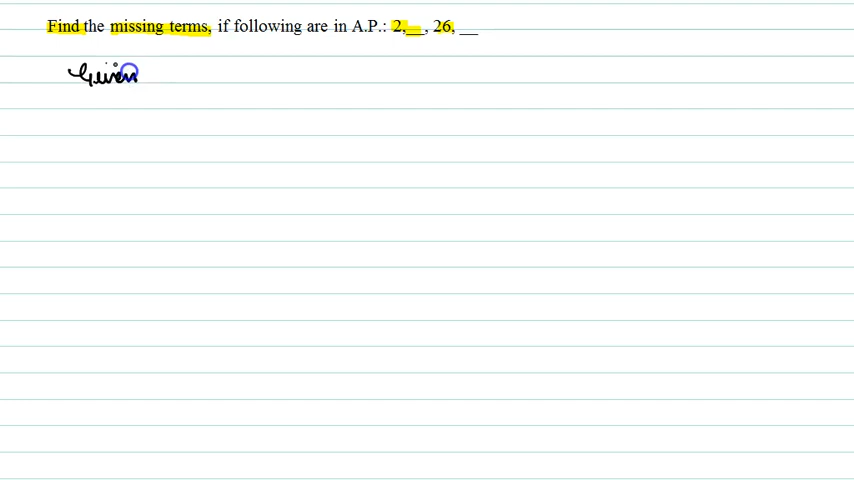 Find the missing terms, if following are in A.P.: 2,__, 26, __
Given